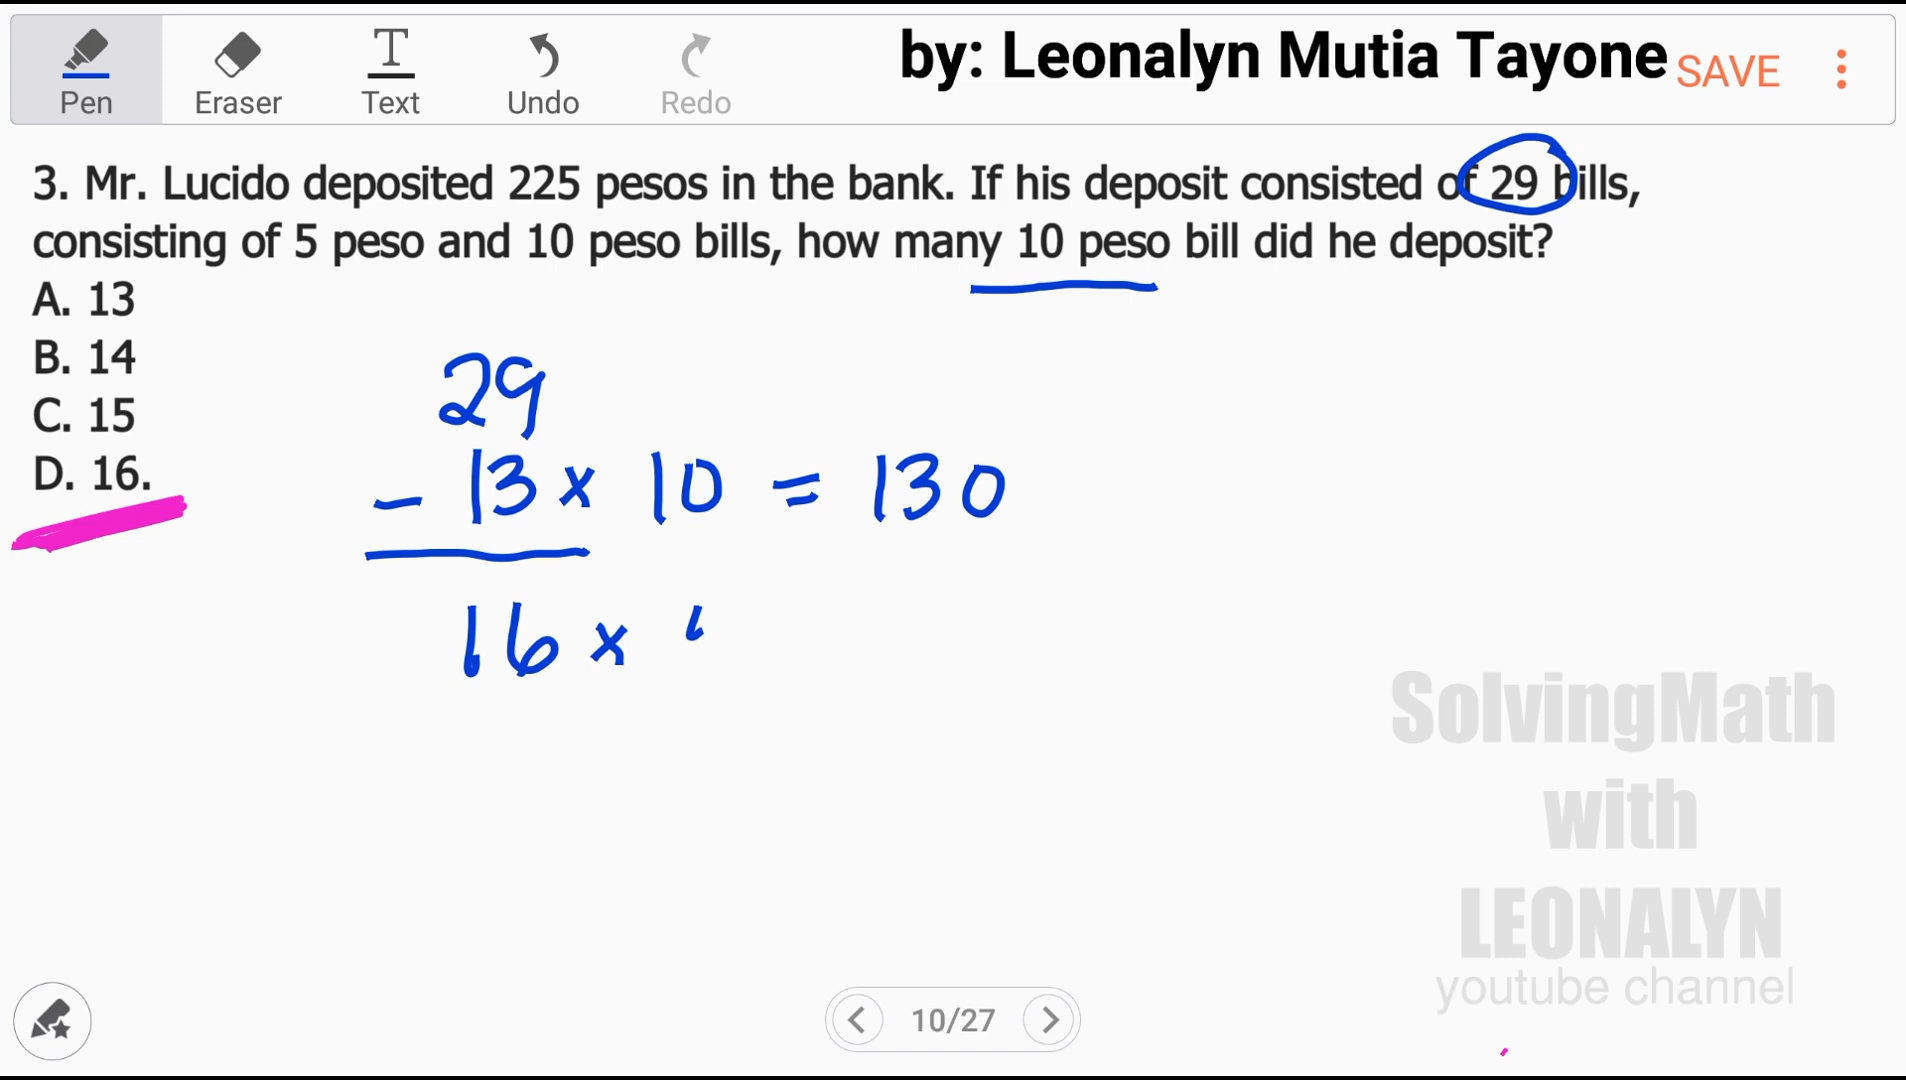 by: Leonalyn Mutia Tayone
Pen Eraser Text Undo Redo SAVE
3. Mr. Lucido deposited 225 pesos in the bank. If his deposit consisted of 29 bills,
consisting of 5 peso and 10 peso bills, how many 10 peso bill did he deposit?
A. 13
B. 14
C. 15
D. 16.
29
- 13 x 10 = 130
16 x
SolvingMath
with
LEONALYN
youtube channel
10/27